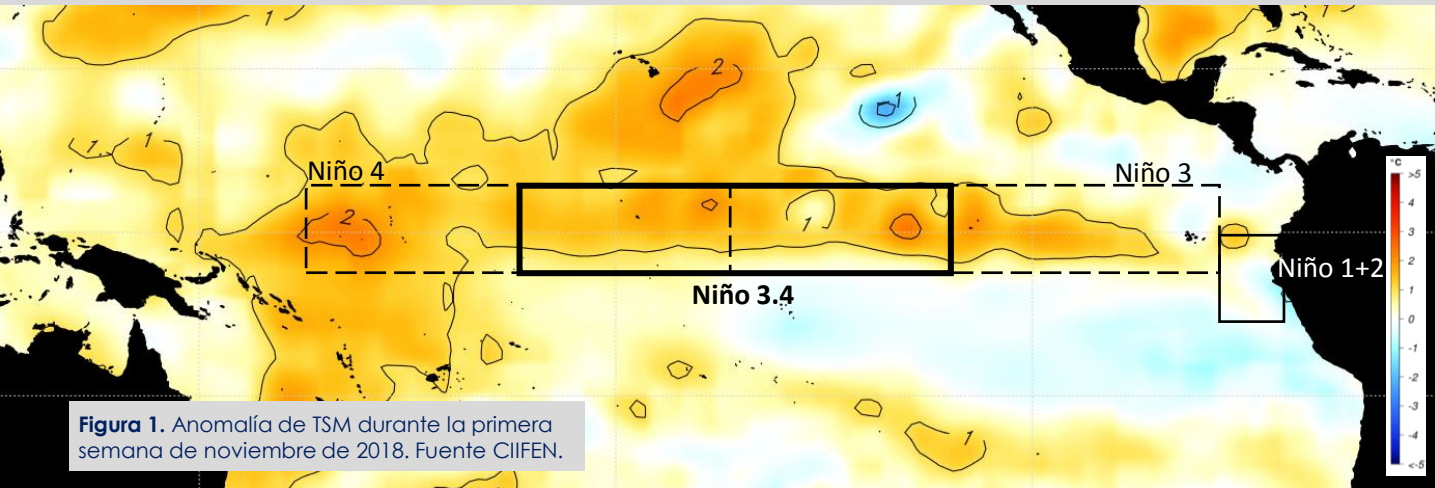 1
1
2
1
1
1
Niño 4
Niño 3
2
1
Niño 1+2
Niño 3.4
1
°C
>5
4
3
2
1
0
-1
-2
-3
-4
<-5
Figura 1. Anomalía de TSM durante la primera
semana de noviembre de 2018. Fuente CIIFEN.